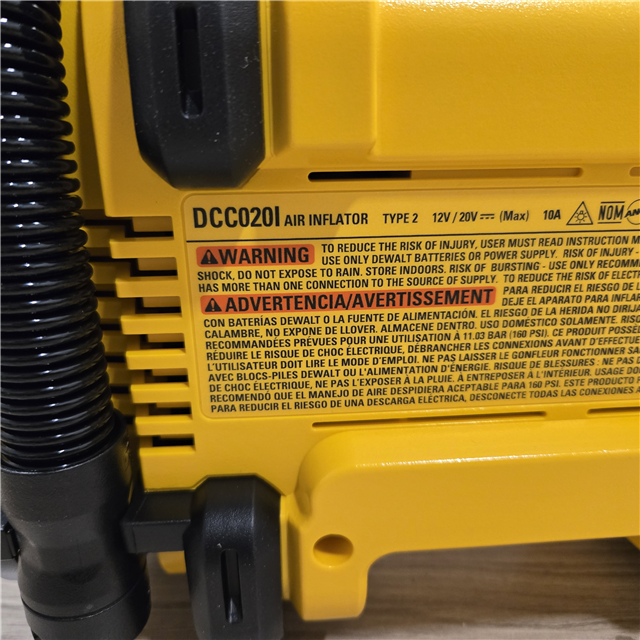 DCC020I AIR INFLATOR TYPE 2 12V / 20V (Max) 10A NOM
WARNING TO REDUCE THE RISK OF INJURY, USER MUST READ INSTRUCTION
USE ONLY DEWALT BATTERIES OR POWER SUPPLY. RISK OF INJURY -
SHOCK, DO NOT EXPOSE TO RAIN. STORE INDOORS. RISK OF BURSTING - USE ONLY RECOMM
HAS MORE THAN ONE CONNECTION TO THE SOURCE OF SUPPLY. TO REDUCE THE RISK OF ELECT
ADVERTENCIA/AVERTISSEMENT PARA REDUCIR EL RIESGO DE
DEJE EL APARATO PARA INFLA
CON BATERÍAS DEWALT O LA FUENTE DE ALIMENTACIÓN. EL RIESGO DE LA HERIDA NO DIRIJA
CALAMBRE, NO EXPONE DE LLOVER. ALMACENE DENTRO. USO DOMÉSTICO SOLAMENTE. RISQ
RECOMMANDÉES PRÉVUES POUR UNE UTILISATION À 11.03 BAR (160 PSI). CE PRODUIT POSSÈD
RÉDUIRE LE RISQUE DE CHOC ÉLECTRIQUE, DÉBRANCHER LES CONNEXIONS AVANT D'EFFECTUE
L'UTILISATEUR DOIT LIRE LE MODE D'EMPLOI. NE PAS LAISSER LE GONFLEUR FONCTIONNER SA
AVEC BLOCS-PILES DEWALT OU L'ALIMENTATION D'ÉNERGIE. RISQUE DE BLESSURES : NE PAS
DE CHOC ÉLECTRIQUE, NE PAS L'EXPOSER À LA PLUIE. À ENTREPOSER À L'INTÉRIEUR. USAGE DO
RECOMENDÓ QUE EL MANEJO DE AIRE DESPIDIERA ACEPTABLE PARA 160 PSI. ESTE PRODUCTO
PARA REDUCIR EL RIESGO DE UNA DESCARGA ELÉCTRICA, DESCONECTE TODAS LAS CONEXIONES A